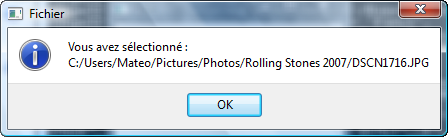 Fichier
Vous avez sélectionné :
C:/Users/Mateo/Pictures/Photos/Rolling Stones 2007/DSCN1716.JPG
OK